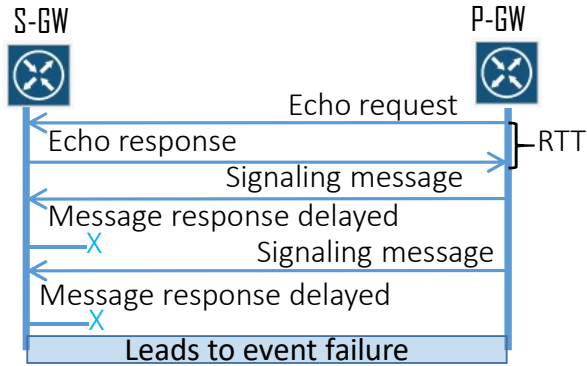 S-GW
P-GW
Echo request
Echo response
RTT
Signaling message
Message response delayed
X
Signaling message
Message response delayed
X
Leads to event failure